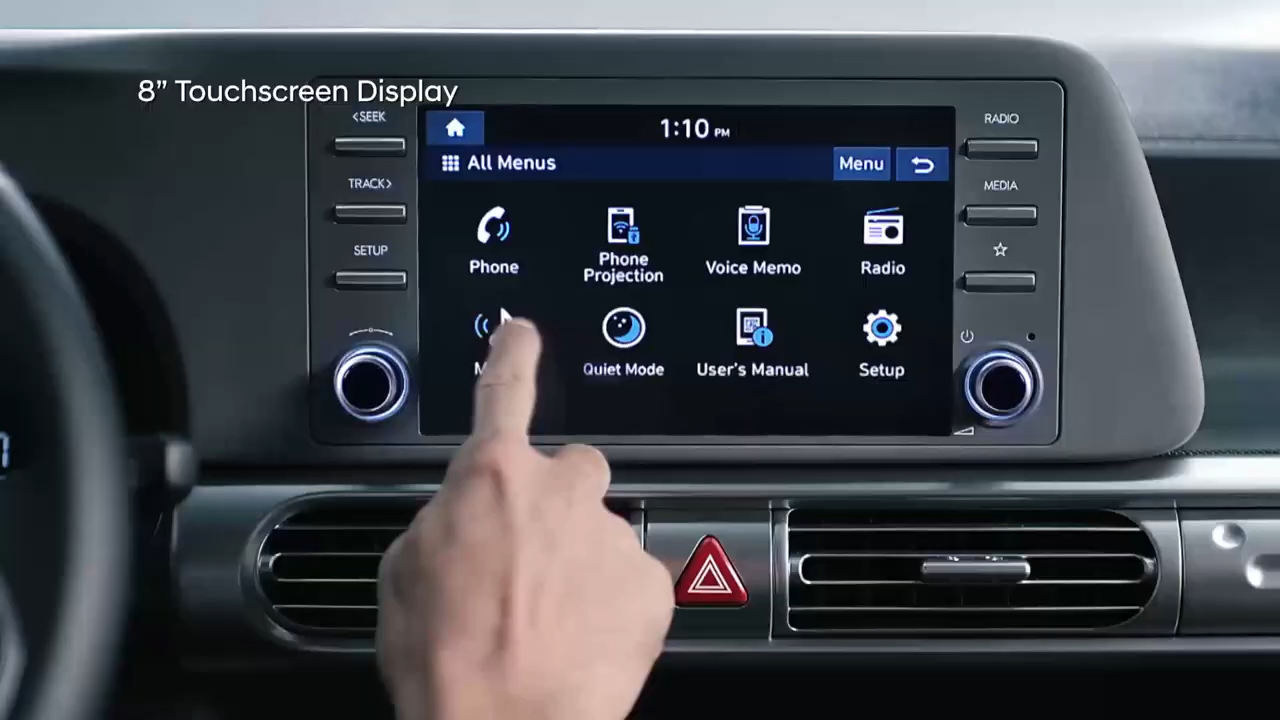 8” Touchscreen Display
<SEEK
TRACK>
SETUP
1:10 PM
All Menus
Menu
Phone
Phone
Projection
Voice Memo
Radio
Quiet Mode
User's Manual
Setup
RADIO
MEDIA